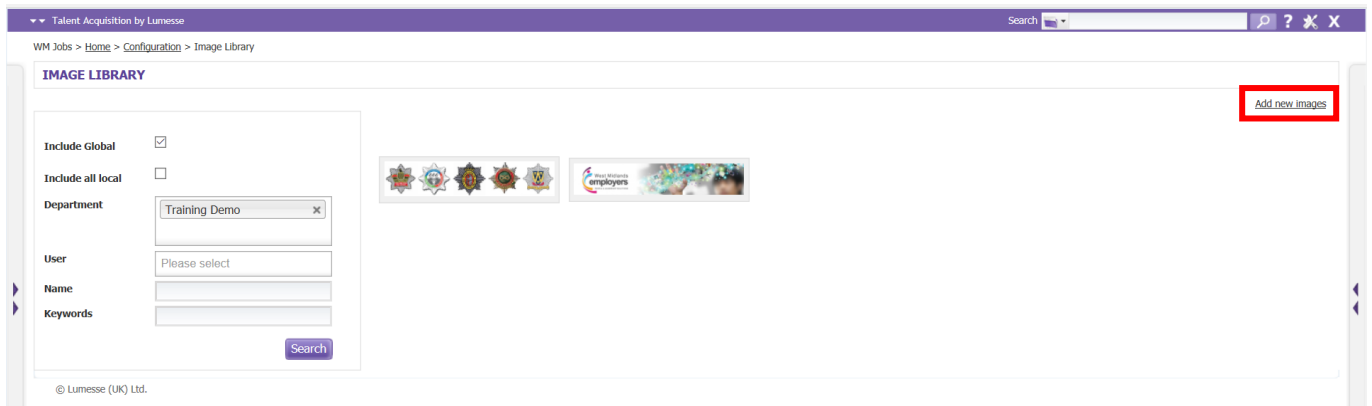 Talent Acquisition by Lumesse
Search
? X
WM Jobs > Home > Configuration > Image Library
IMAGE LIBRARY
Add new images
Include Global
Include all local
Department
Training Demo ×
User
Please select
Name
Keywords
Search
West Midlands
employers
W
© Lumesse (UK) Ltd.